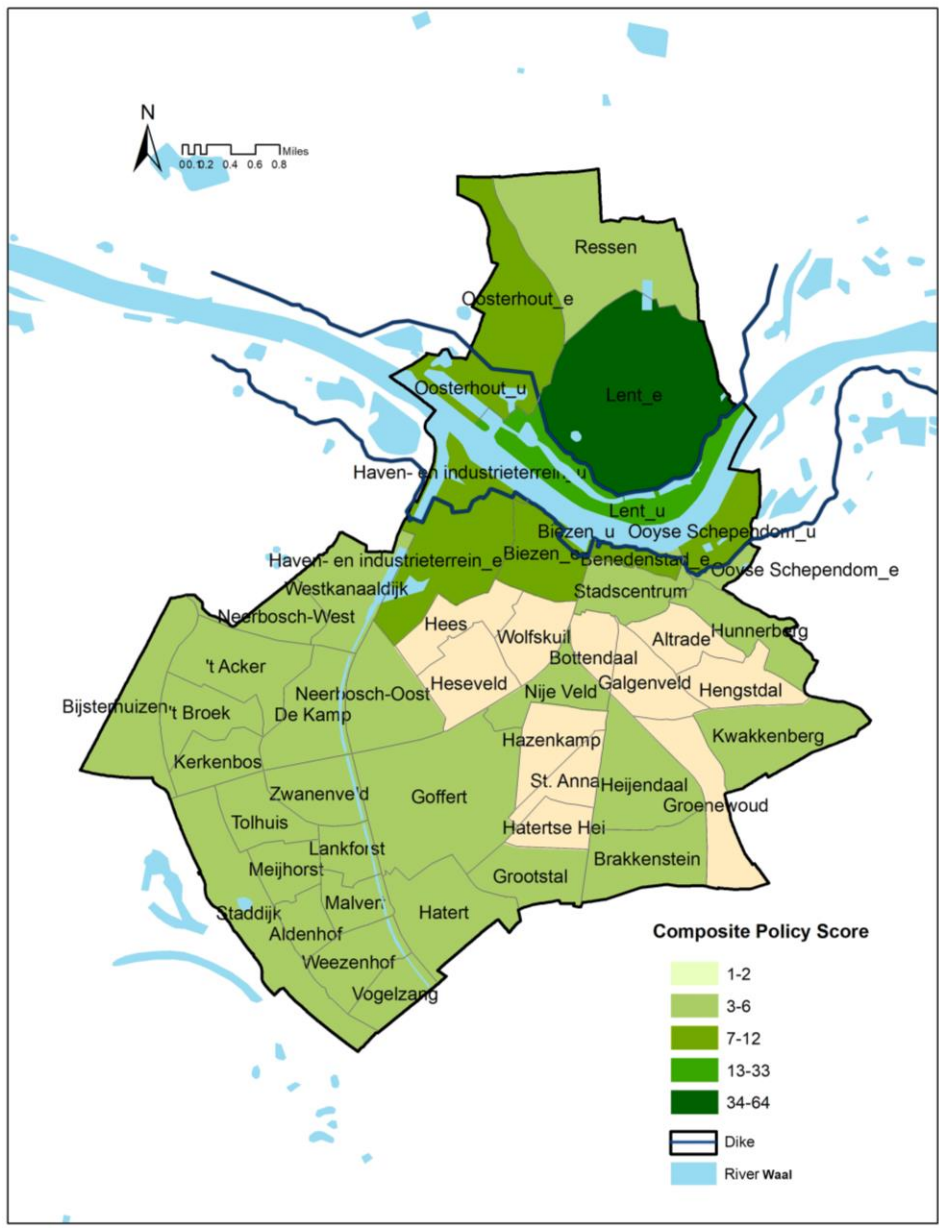 N
Miles
0 0.1 0.2 0.4 0.6 0.8
Ressen
Oosterhout_e
Oosterhout_u
Lent_e
Haven- en industrieterrein_u
Lent_u
Biezen_u
Ooyse Schependom_u
Haven- en industrieterrein_e
Biezen_e
Benedenstad_e
Ooyse Schependom_e
Westkanaaldijk
Stadscentrum
Neerbosch-West
Hees
Wolfskuil
Altrade
Hunnerberg
't Acker
Bottendaal
Heseveld
Galgenveld
Hengstdal
Neerbosch-Oost
Nije Veld
Bijsterhuizen
't Broek
De Kamp
Kwakkenberg
Hazenkamp
Kerkenbos
St. Anna
Heijendaal
Zwanenveld
Goffert
Groenewoud
Tolhuis
Hatertse Hei
Lankforst
Brakkenstein
Meijhorst
Grootstal
Malvert
Staddijk
Hatert
Aldenhof
Weezenhof
Vogelzang
Composite Policy Score
1-2
3-6
7-12
13-33
34-64
Dike
River Waal